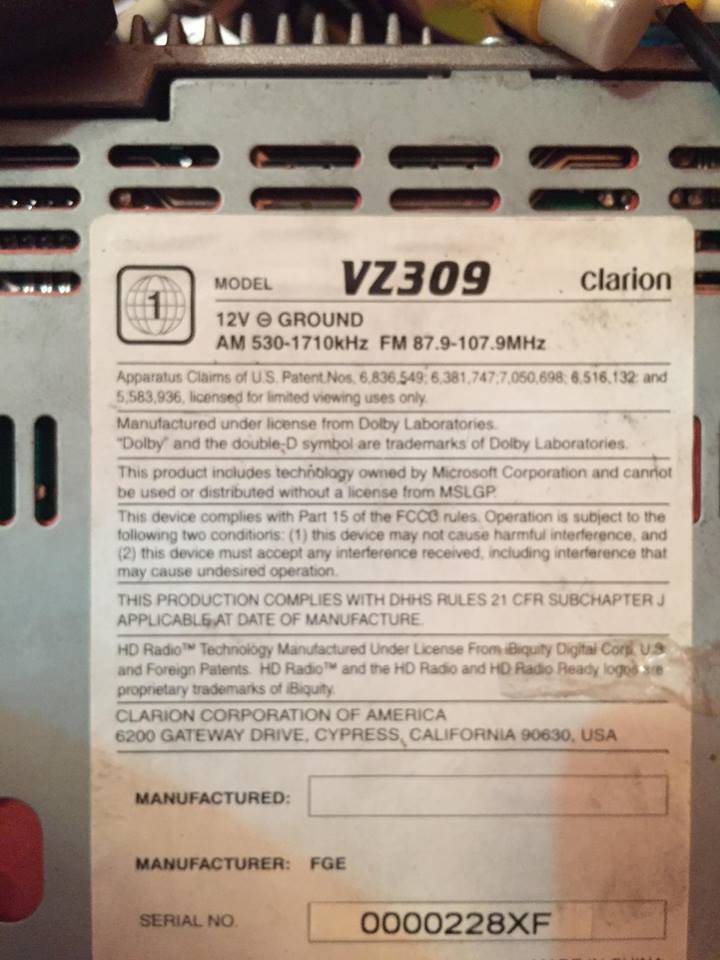 1
MODEL VZ309 clarion
12V ⊖ GROUND
AM 530-1710kHz FM 87.9-107.9MHz
Apparatus Claims of U.S. Patent Nos. 6,836,549; 6,381,747; 7,050,698; 6,516,132; and
5,583,936, licensed for limited viewing uses only.
Manufactured under license from Dolby Laboratories.
"Dolby" and the double-D symbol are trademarks of Dolby Laboratories.
This product includes technology owned by Microsoft Corporation and cannot
be used or distributed without a license from MSLGP.
This device complies with Part 15 of the FCCC rules. Operation is subject to the
following two conditions: (1) this device may not cause harmful interference, and
(2) this device must accept any interference received, including interference that
may cause undesired operation.
THIS PRODUCTION COMPLIES WITH DHHS RULES 21 CFR SUBCHAPTER J
APPLICABLE AT DATE OF MANUFACTURE.
HD Radio™ Technology Manufactured Under License From iBiquity Digital Corp. U.S.
and Foreign Patents. HD Radio™ and the HD Radio and HD Radio Ready logos are
proprietary trademarks of iBiquity.
CLARION CORPORATION OF AMERICA
6200 GATEWAY DRIVE, CYPRESS, CALIFORNIA 90630, USA
MANUFACTURED:
MANUFACTURER: FGE
SERIAL NO. 0000228XF